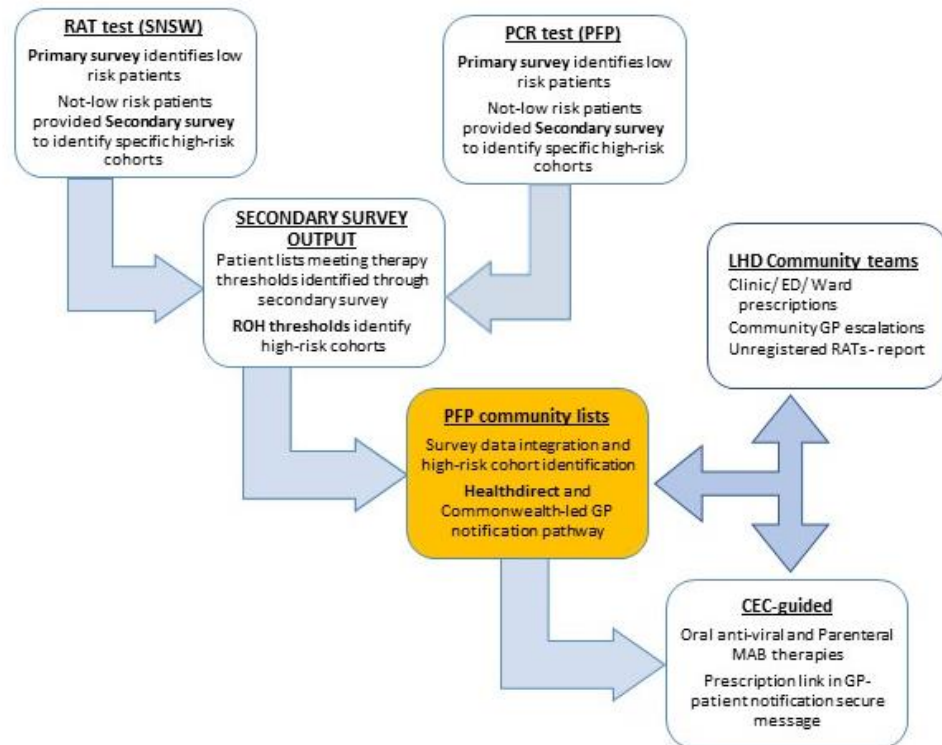 RAT test (SNSW)
Primary survey identifies low
risk patients
Not-low risk patients
provided Secondary survey
to identify specific high-risk
cohorts
PCR test (PFP)
Primary survey identifies low
risk patients
Not-low risk patients
provided Secondary survey
to identify specific high-risk
cohorts
SECONDARY SURVEY
OUTPUT
Patient lists meeting therapy
thresholds identified through
secondary survey
ROH thresholds identify
high-risk cohorts
LHD Community teams
Clinic/ ED/ Ward
prescriptions
Community GP escalations
Unregistered RATs- report
PFP community lists
Survey data integration and
high-risk cohort identification
Healthdirect and
Commonwealth-led GP
notification pathway
CEC-guided
Oral anti-viral and Parenteral
MAB therapies
Prescription link in GP-
patient notification secure
message